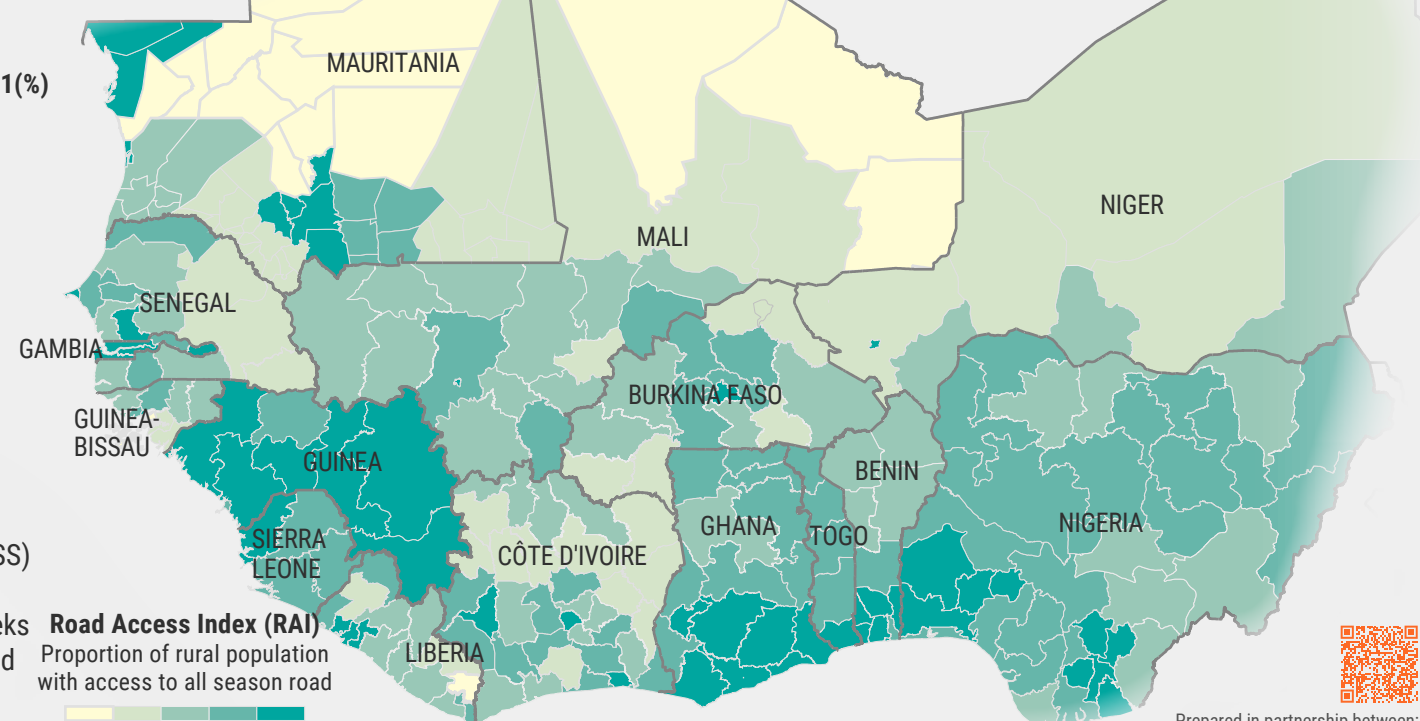 1(%)
MAURITANIA
NIGER
MALI
SENEGAL
GAMBIA
BURKINA FASO
GUINEA-
BISSAU
GUINEA
BENIN
SIERRA
LEONE
CÔTE D'IVOIRE
GHANA
TOGO
NIGERIA
LIBERIA
SS)
eks
d
Road Access Index (RAI)
Proportion of rural population
with access to all season road
Prepared in partnership between: